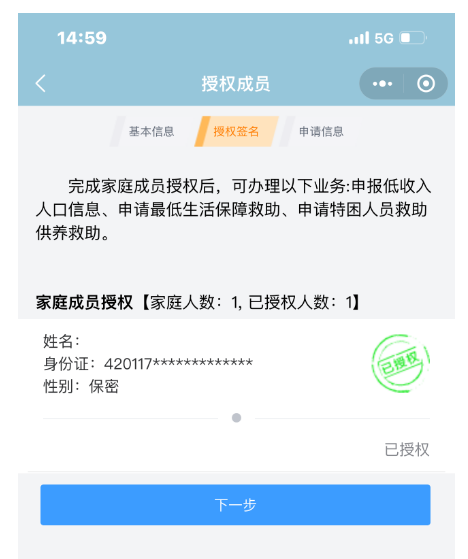 14:59
5G
授权成员
基本信息 授权签名 申请信息
完成家庭成员授权后，可办理以下业务:申报低收入
人口信息、申请最低生活保障救助、申请特困人员救助
供养救助。
家庭成员授权【家庭人数：1, 已授权人数：1】
姓名：
身份证：420117*************
性别：保密
已授权
已授权
下一步